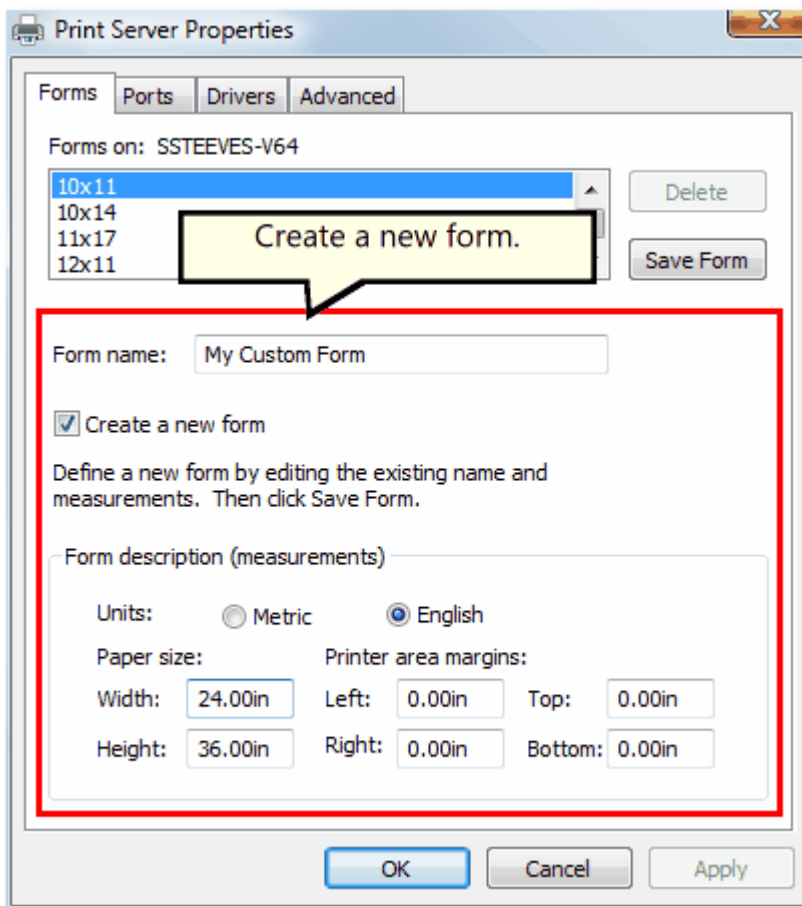 Print Server Properties
Forms Ports Drivers Advanced
Forms on: SSTEEVES-V64
10x11
Delete
10x14
11x17
12x11
Create a new form.
Save Form
Form name: My Custom Form
Create a new form
Define a new form by editing the existing name and
measurements. Then click Save Form.
Form description (measurements)
Units: Metric English
Paper size: Printer area margins:
Width: 24.00in Left: 0.00in Top: 0.00in
Height: 36.00in Right: 0.00in Bottom: 0.00in
OK Cancel Apply